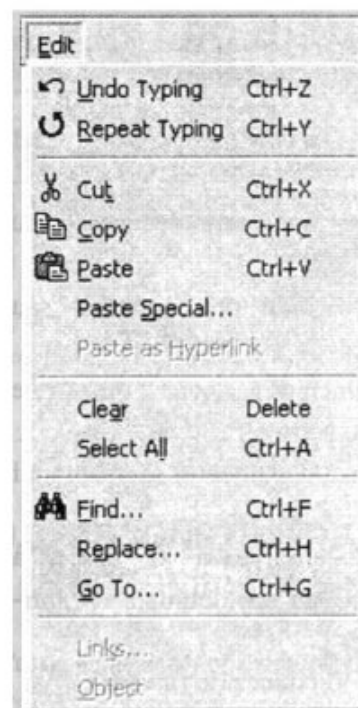 Edit
Undo Typing Ctrl+Z
Repeat Typing Ctrl+Y
Cut Ctrl+X
Copy Ctrl+C
Paste Ctrl+V
Paste Special...
Paste as Hyperlink
Clear Delete
Select All Ctrl+A
Find... Ctrl+F
Replace... Ctrl+H
Go To... Ctrl+G
Links...
Object